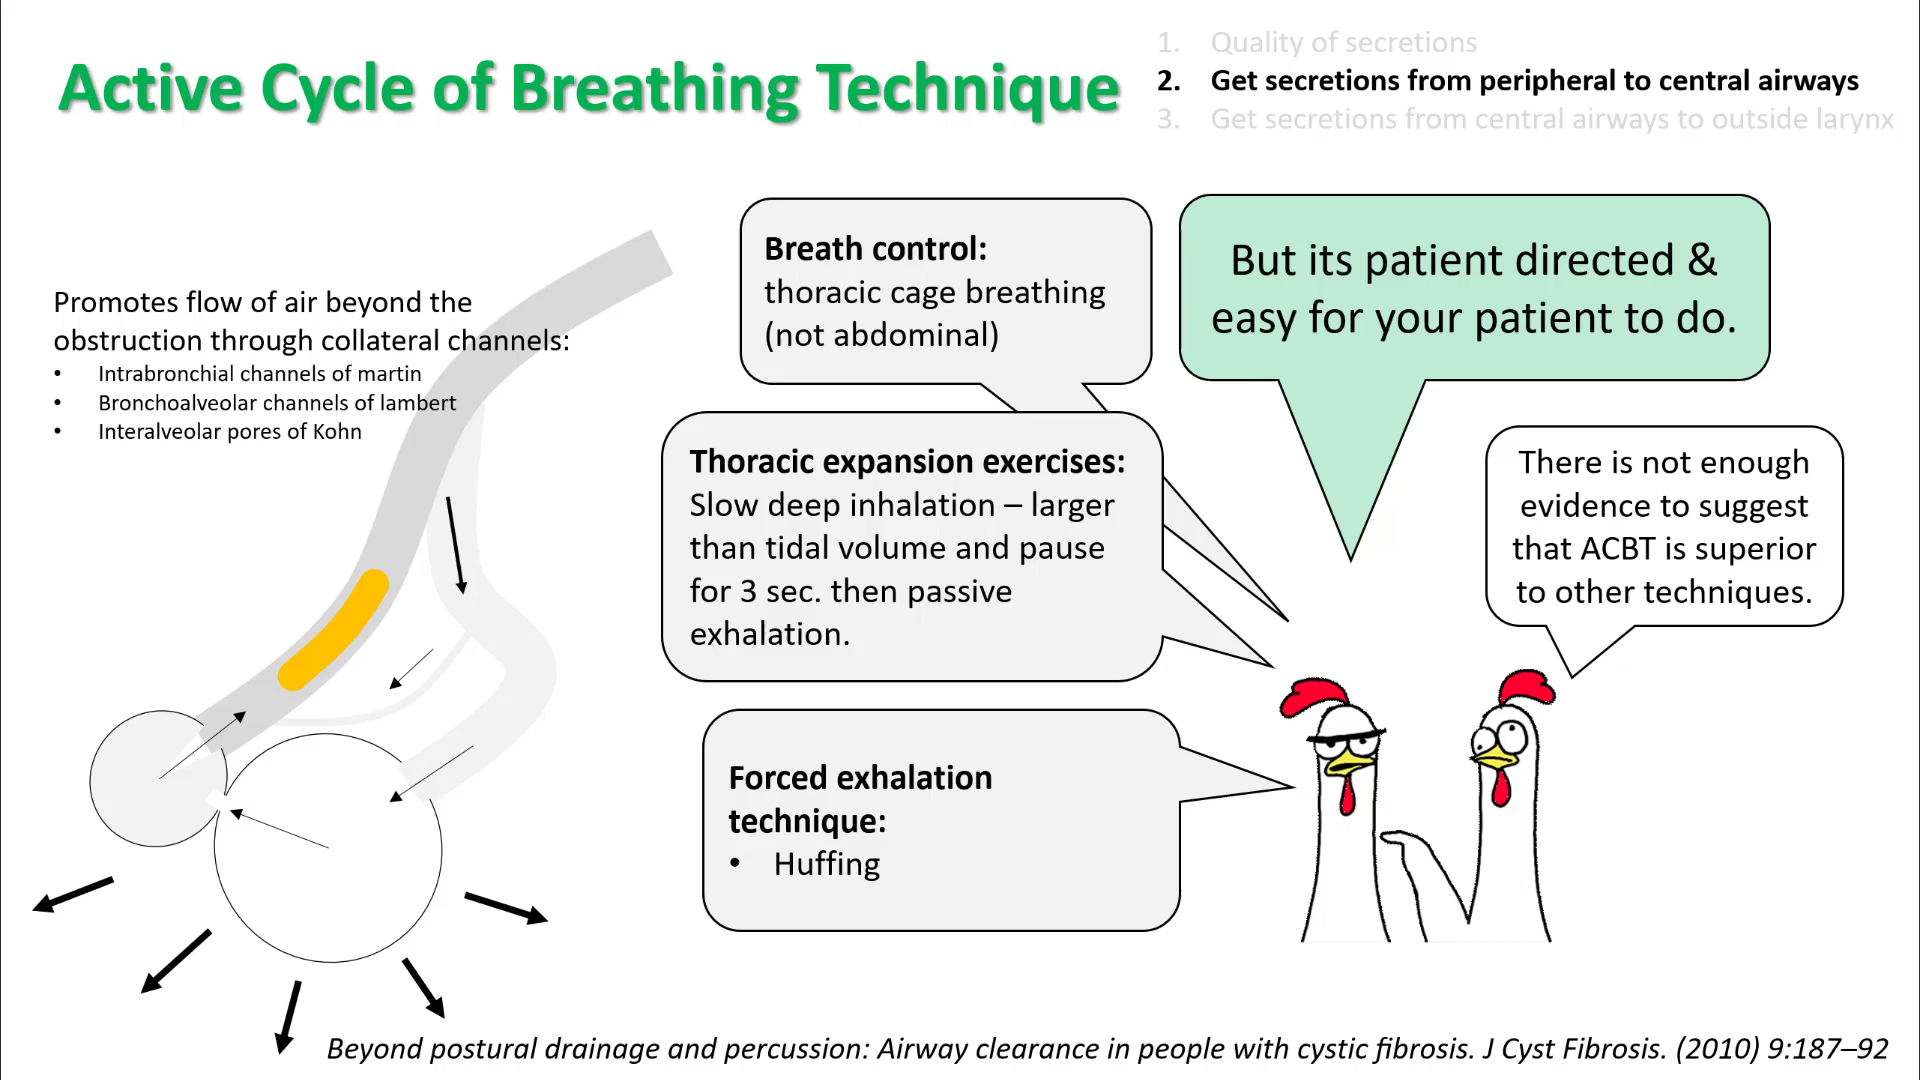 Active Cycle of Breathing Technique
1. Quality of secretions
2. Get secretions from peripheral to central airways
3. Get secretions from central airways to outside larynx
Promotes flow of air beyond the
obstruction through collateral channels:
• Intrabronchial channels of martin
• Bronchoalveolar channels of lambert
• Interalveolar pores of Kohn
Breath control:
thoracic cage breathing
(not abdominal)
But its patient directed &
easy for your patient to do.
Thoracic expansion exercises:
Slow deep inhalation – larger
than tidal volume and pause
for 3 sec. then passive
exhalation.
There is not enough
evidence to suggest
that ACBT is superior
to other techniques.
Forced exhalation
technique:
• Huffing
Beyond postural drainage and percussion: Airway clearance in people with cystic fibrosis. J Cyst Fibrosis. (2010) 9:187–92